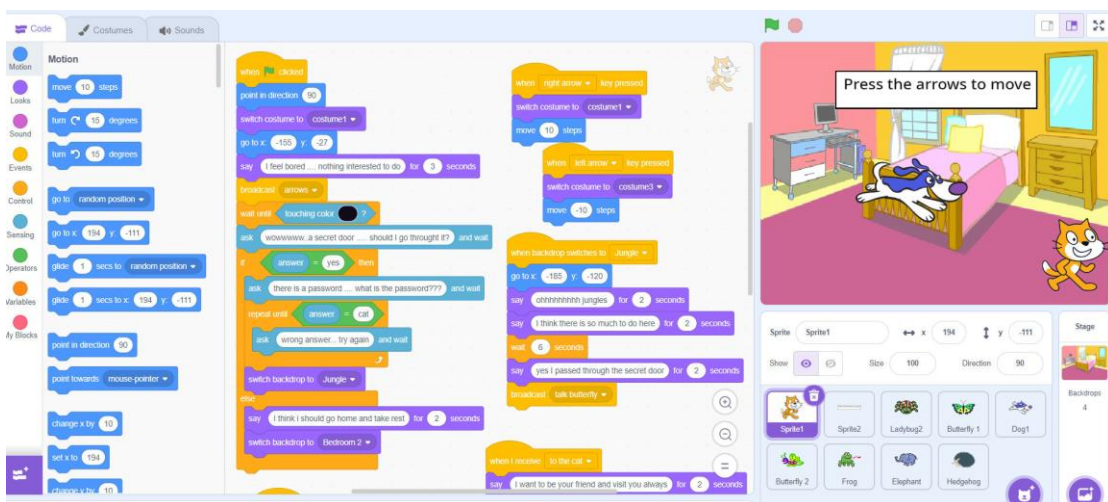 Code
Costumes
Sounds
Motion
Looks
Sound
Events
Control
Sensing
Operators
Variables
My Blocks
Motion
move 10 steps
turn 15 degrees
turn 15 degrees
go to random position
go to x: 194 y: -111
glide 1 secs to random position
glide 1 secs to x: 194 y: -111
point in direction 90
point towards mouse-pointer
change x by 10
set x to 194
change y by 10
when clicked
point in direction 90
switch costume to costume1
go to x: -155 y: -27
say I feel bored .... nothing interested to do for 3 seconds
broadcast arrows
wait until touching color ?
ask wowwwww..a secret door .... should I go throught it? and wait
if answer = yes then
ask there is a password .... what is the password??? and wait
repeat until answer = cat
ask wrong answer.. try again and wait
switch backdrop to Jungle
else
say I think i should go home and take rest for 2 seconds
switch backdrop to Bedroom 2
when right arrow key pressed
switch costume to costume1
move 10 steps
when left arrow key pressed
switch costume to costume3
move -10 steps
when backdrop switches to Jungle
go to x: -185 y: -120
say ohhhhhhhhh jungles for 2 seconds
say I think there is so much to do here for 2 seconds
wait 6 seconds
say yes I passed through the secret door for 2 seconds
broadcast talk butterfly
when I receive to the cat
say I want to be your friend and visit you always for 2 seconds
Press the arrows to move
Sprite Sprite1 x 194 y -111
Show Size 100 Direction 90
Sprite1
Sprite2
Ladybug2
Butterfly 1
Dog1
Butterfly 2
Frog
Elephant
Hedgehog
Stage
Backdrops
4